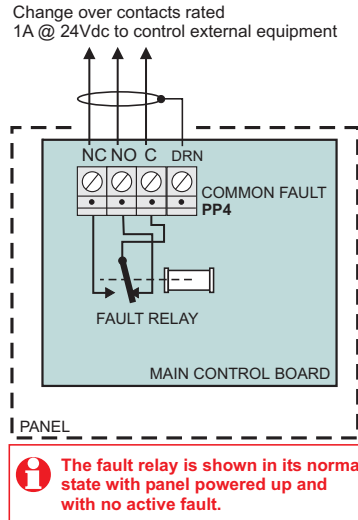 Change over contacts rated
1A @ 24Vdc to control external equipment
NC NO C DRN
COMMON FAULT
PP4
FAULT RELAY
MAIN CONTROL BOARD
PANEL
The fault relay is shown in its norma
state with panel powered up and
with no active fault.